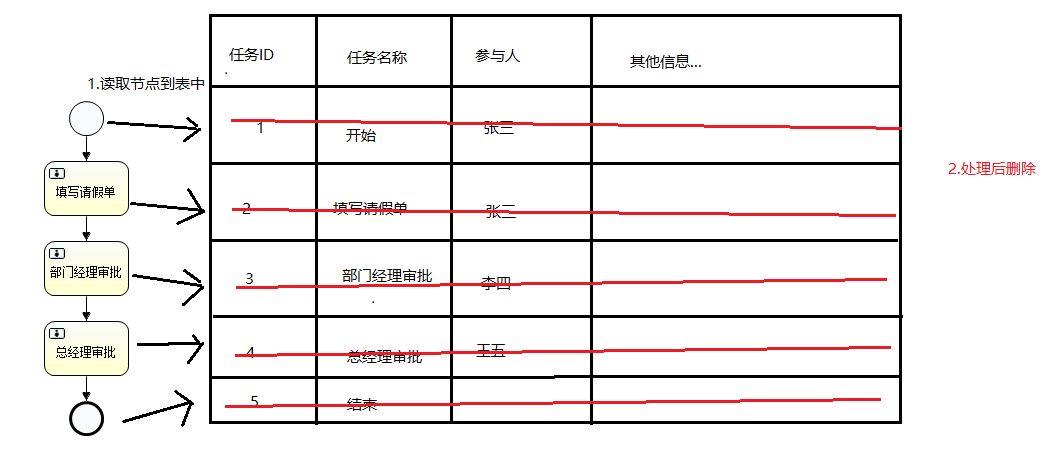 任务ID
任务名称
参与人
其他信息...
1.读取节点到表中
1
开始
张三
2.处理后删除
填写请假单
2
填写请假单
张三
部门经理审批
3
部门经理审批
李四
总经理审批
4
总经理审批
王五
5
结束